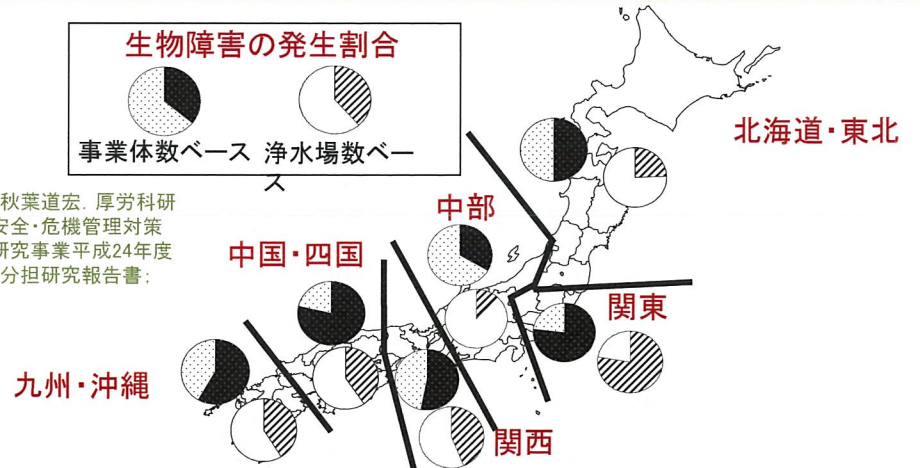 生物障害の発生割合
事業体数ベース 浄水場数ベー
ス
秋葉道宏. 厚労科研
安全・危機管理対策
研究事業平成24年度
分担研究報告書;
北海道・東北
中部
中国・四国
関東
九州・沖縄
関西